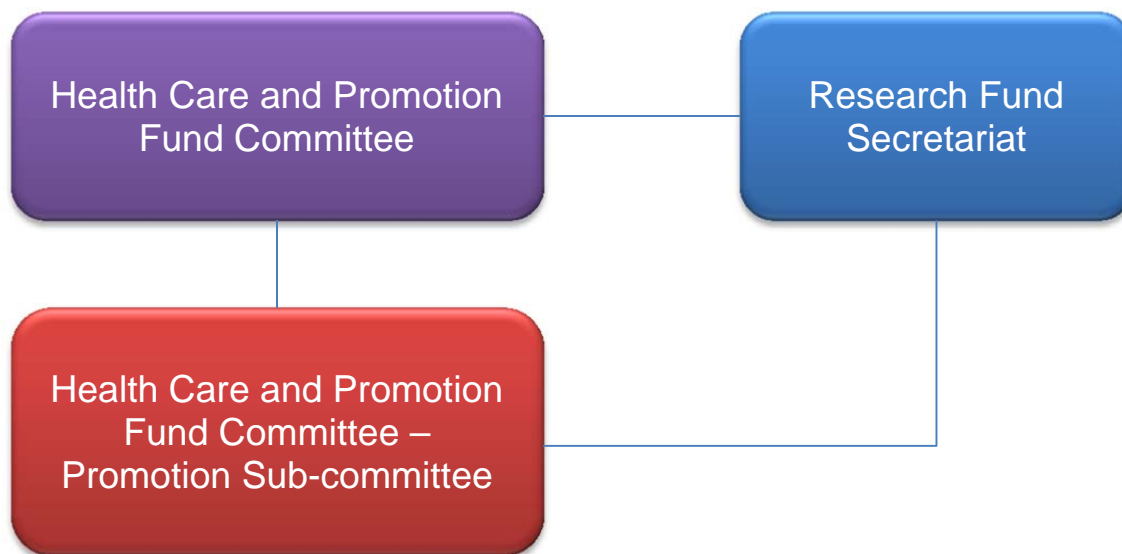 Health Care and Promotion
Fund Committee
Research Fund
Secretariat
Health Care and Promotion
Fund Committee –
Promotion Sub-committee